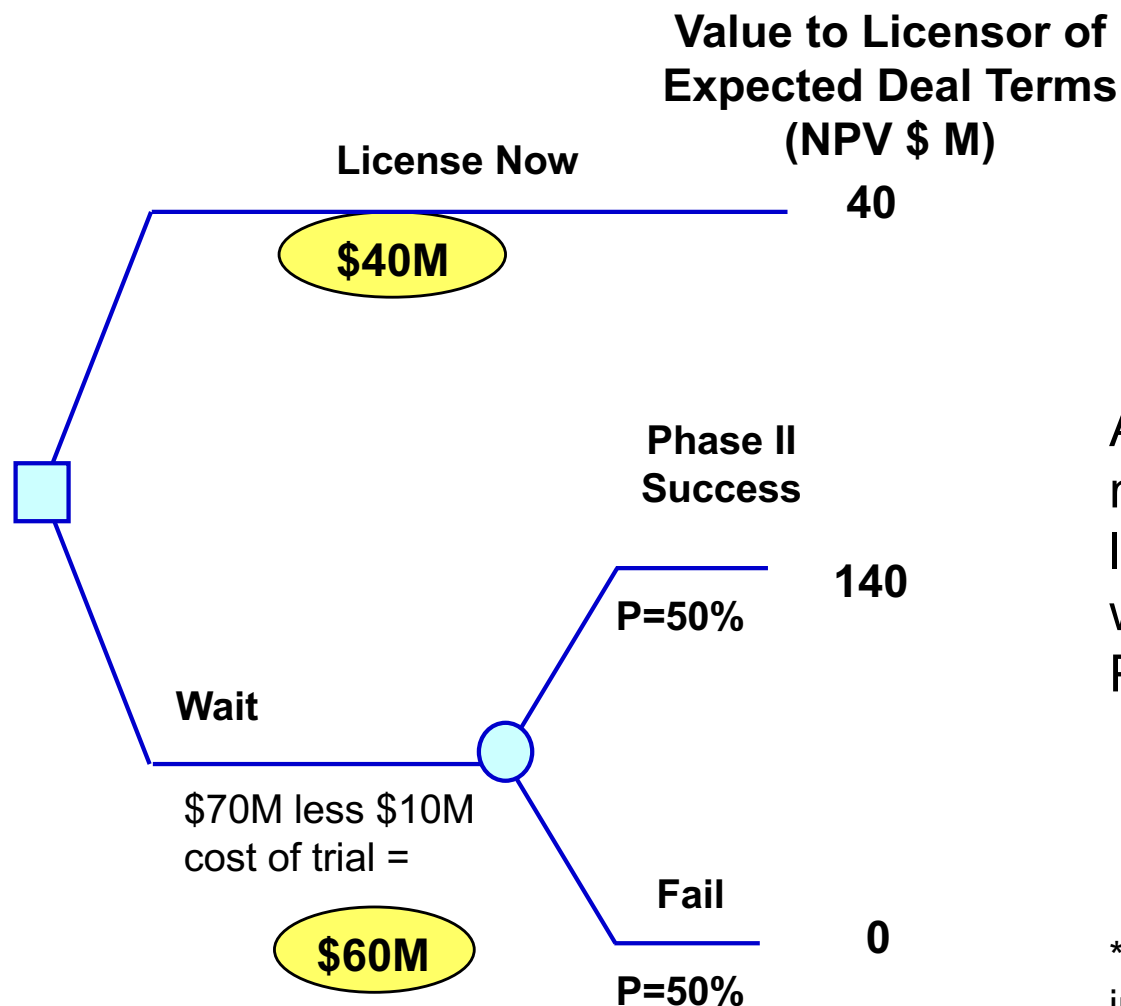 Value to Licensor of
Expected Deal Terms
(NPV $ M)
License Now
40
$40M
Phase II
Success
140
P=50%
Wait
$70M less $10M
cost of trial =
$60M
Fail
0
P=50%
*